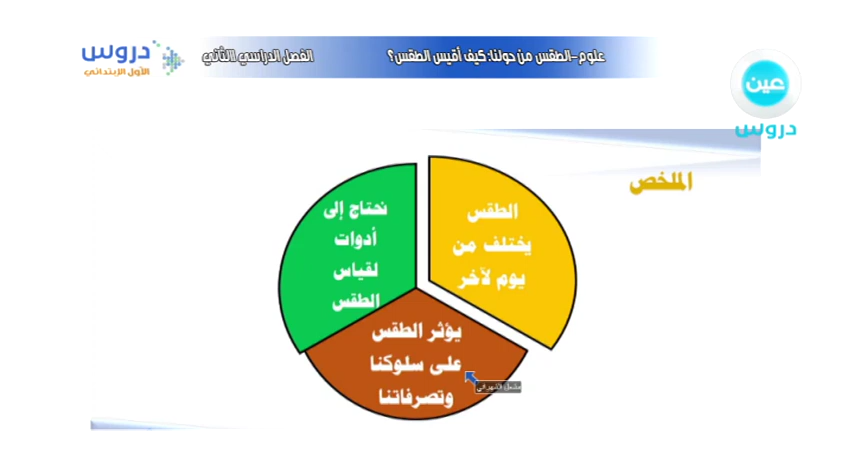 علوم -الطقس من حولنا: كيف أقيس الطقس؟
الفصل الدراسي الثاني
دروس
الأول الإبتدائي
عين
دروس
الملخص
الطقس
يختلف من
يوم لآخر
نحتاج إلى
أدوات
لقياس
الطقس
يؤثر الطقس
على سلوكنا
وتصرفاتنا